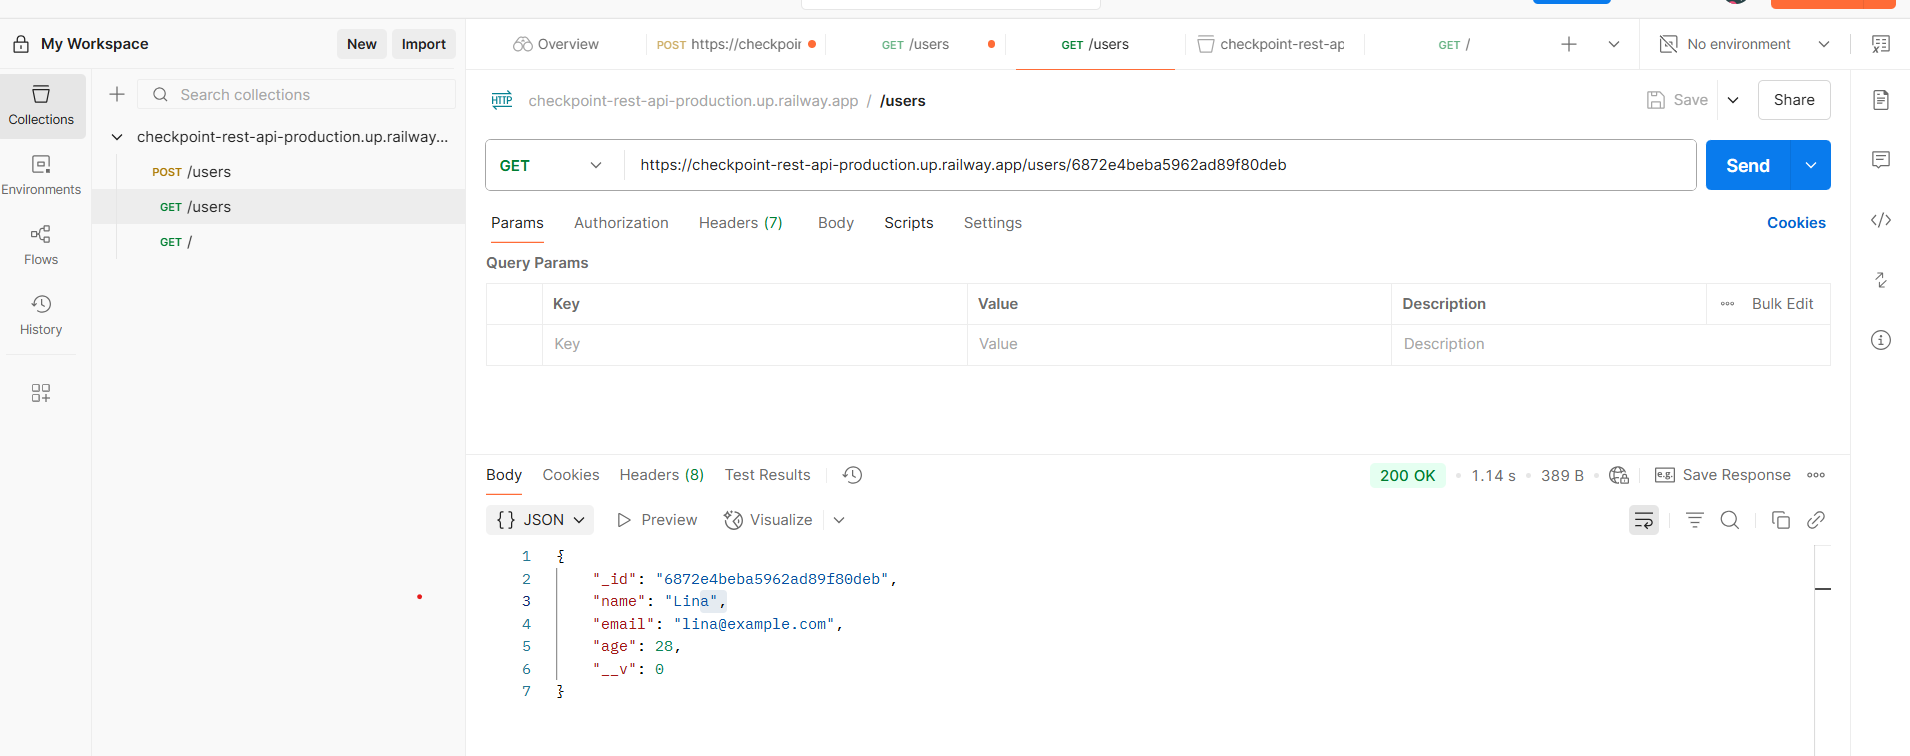 My Workspace
New
Import
Overview
POST https://checkpoir
GET /users
GET /users
checkpoint-rest-ap
GET /
No environment
Collections
Environments
Flows
History
Search collections
checkpoint-rest-api-production.up.railway...
POST /users
GET /users
GET /
HTTP
checkpoint-rest-api-production.up.railway.app / /users
Save
Share
GET
https://checkpoint-rest-api-production.up.railway.app/users/6872e4beba5962ad89f80deb
Send
Params
Authorization
Headers (7)
Body
Scripts
Settings
Cookies
Query Params
Key
Value
Description
Bulk Edit
Key
Value
Description
Body
Cookies
Headers (8)
Test Results
200 OK
1.14 s
389 B
e.g.
Save Response
{} JSON
Preview
Visualize
1 {
2 "_id": "6872e4beba5962ad89f80deb",
3 "name": "Lina",
4 "email": "lina@example.com",
5 "age": 28,
6 "__v": 0
7 }